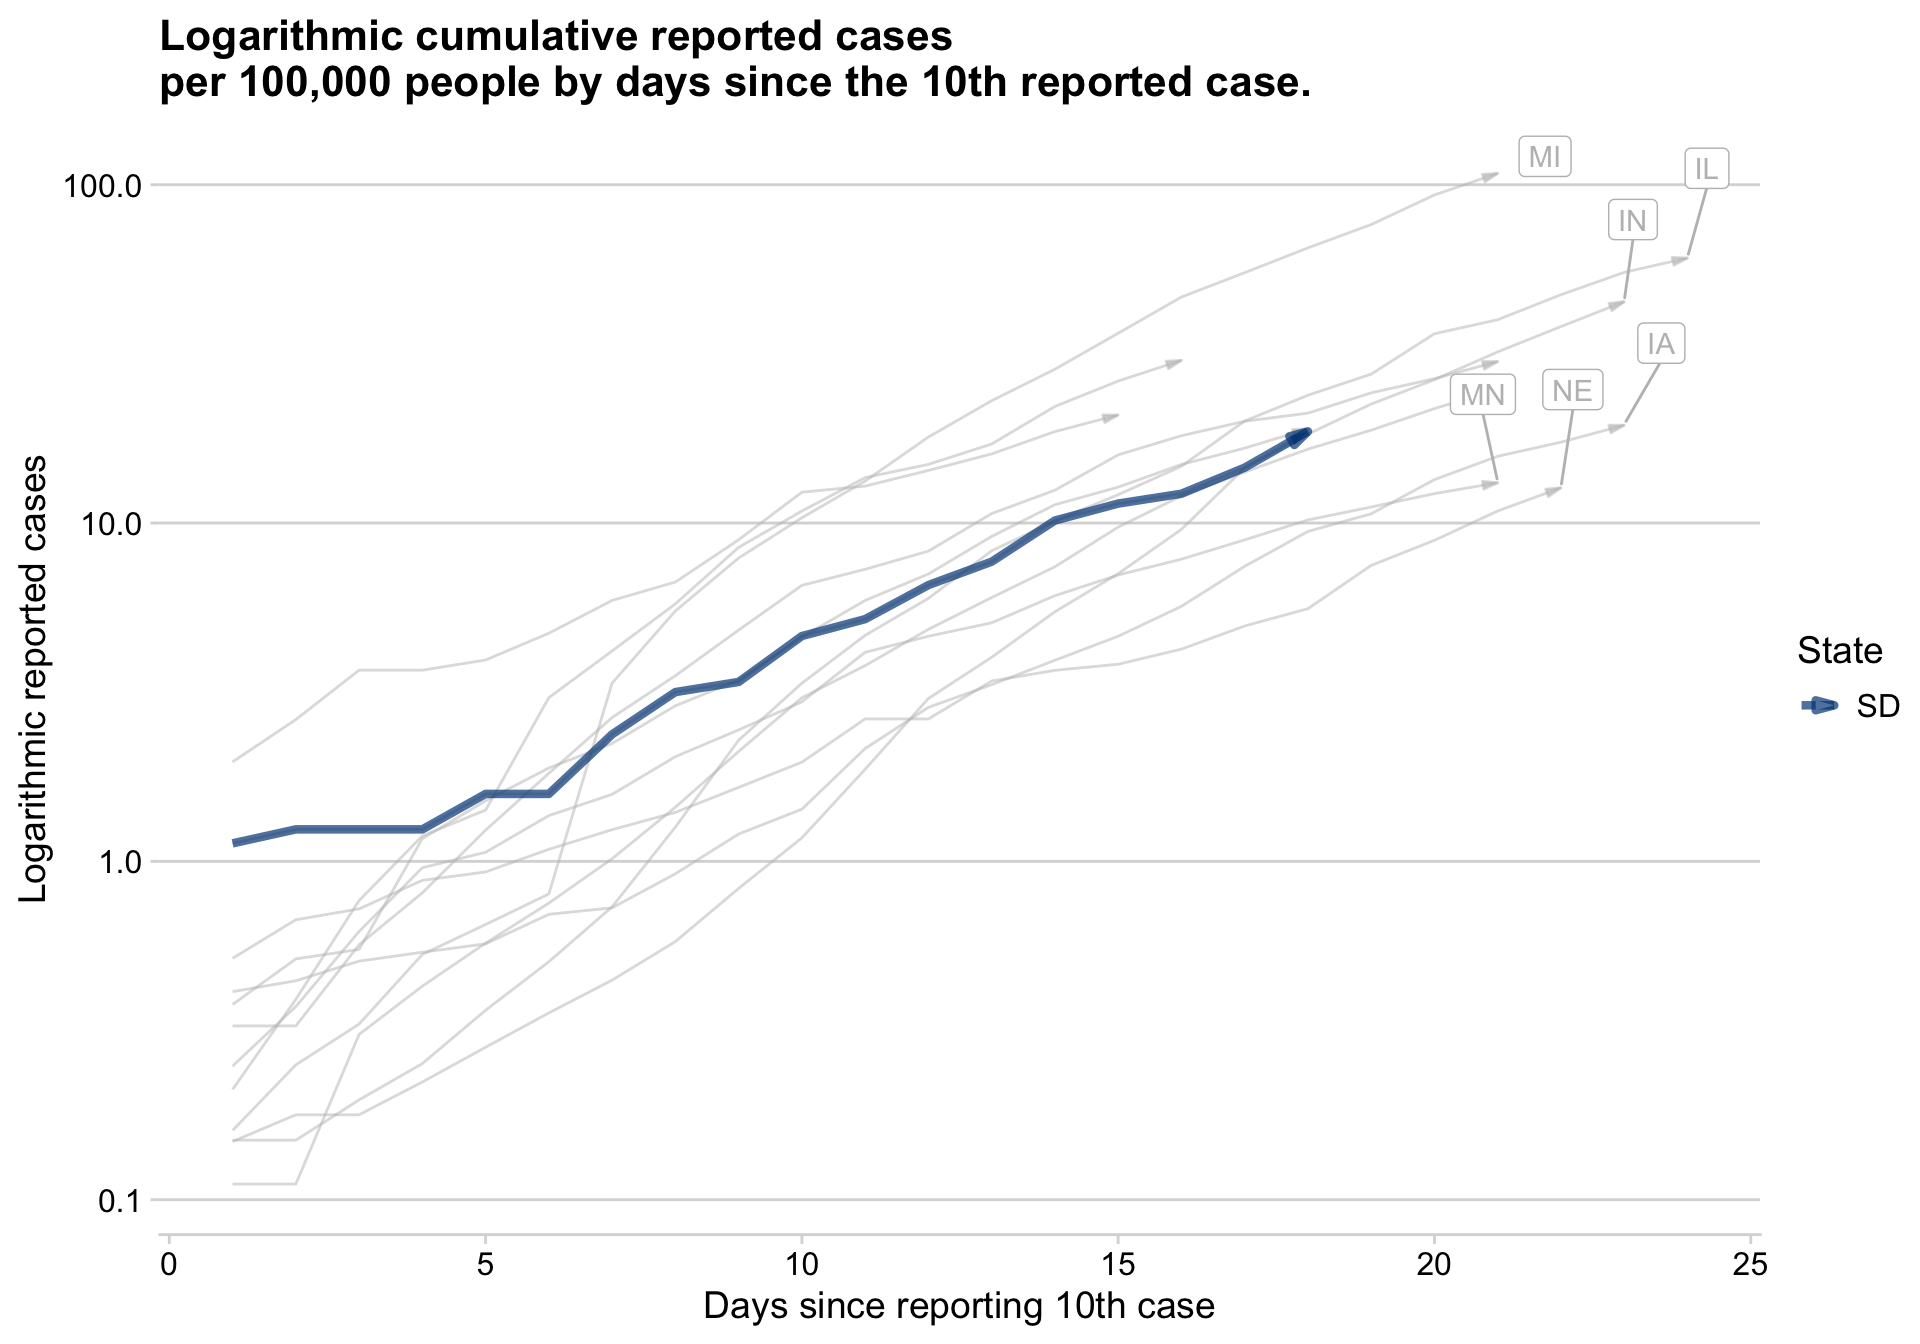 Logarithmic cumulative reported cases
per 100,000 people by days since the 10th reported case.
MI
IL
100.0
IN
IA
MN
NE
10.0
Logarithmic reported cases
State
SD
1.0
0.1
0
5
10
15
20
25
Days since reporting 10th case